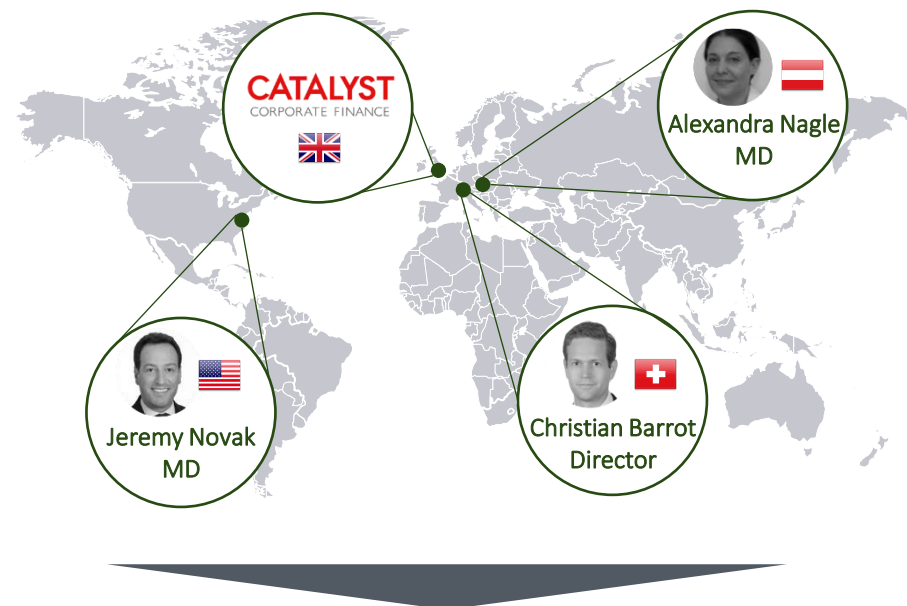 CATALYST
CORPORATE FINANCE
Alexandra Nagle
MD
Jeremy Novak
MD
Christian Barrot
Director